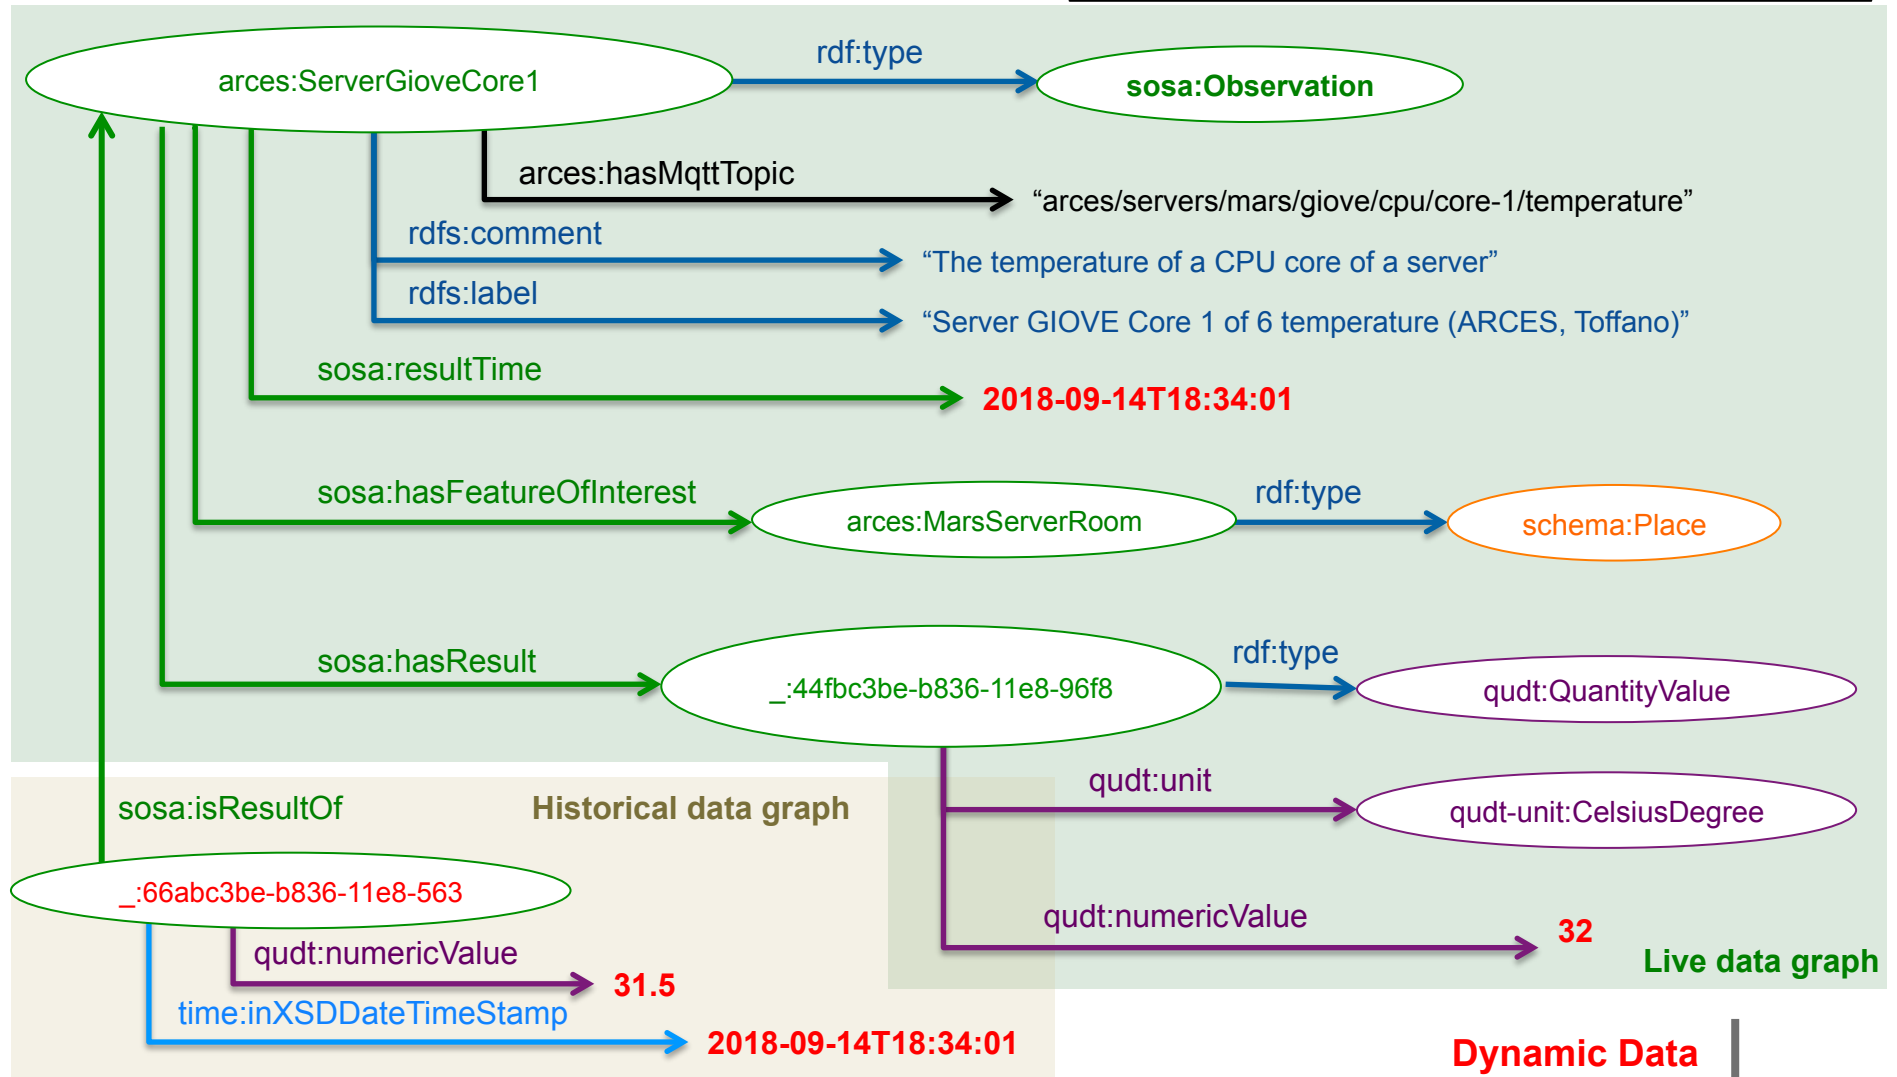 rdf:type
arces:ServerGioveCore1
sosa:Observation
arces:hasMqttTopic
“arces/servers/mars/giove/cpu/core-1/temperature”
rdfs:comment
“The temperature of a CPU core of a server”
rdfs:label
“Server GIOVE Core 1 of 6 temperature (ARCES, Toffano)”
sosa:resultTime
2018-09-14T18:34:01
sosa:hasFeatureOfInterest
arces:MarsServerRoom
rdf:type
schema:Place
sosa:hasResult
_:44fbc3be-b836-11e8-96f8
rdf:type
qudt:QuantityValue
qudt:unit
qudt-unit:CelsiusDegree
sosa:isResultOf
Historical data graph
_:66abc3be-b836-11e8-563
qudt:numericValue
32
Live data graph
qudt:numericValue
31.5
time:inXSDDateTimeStamp
2018-09-14T18:34:01
Dynamic Data